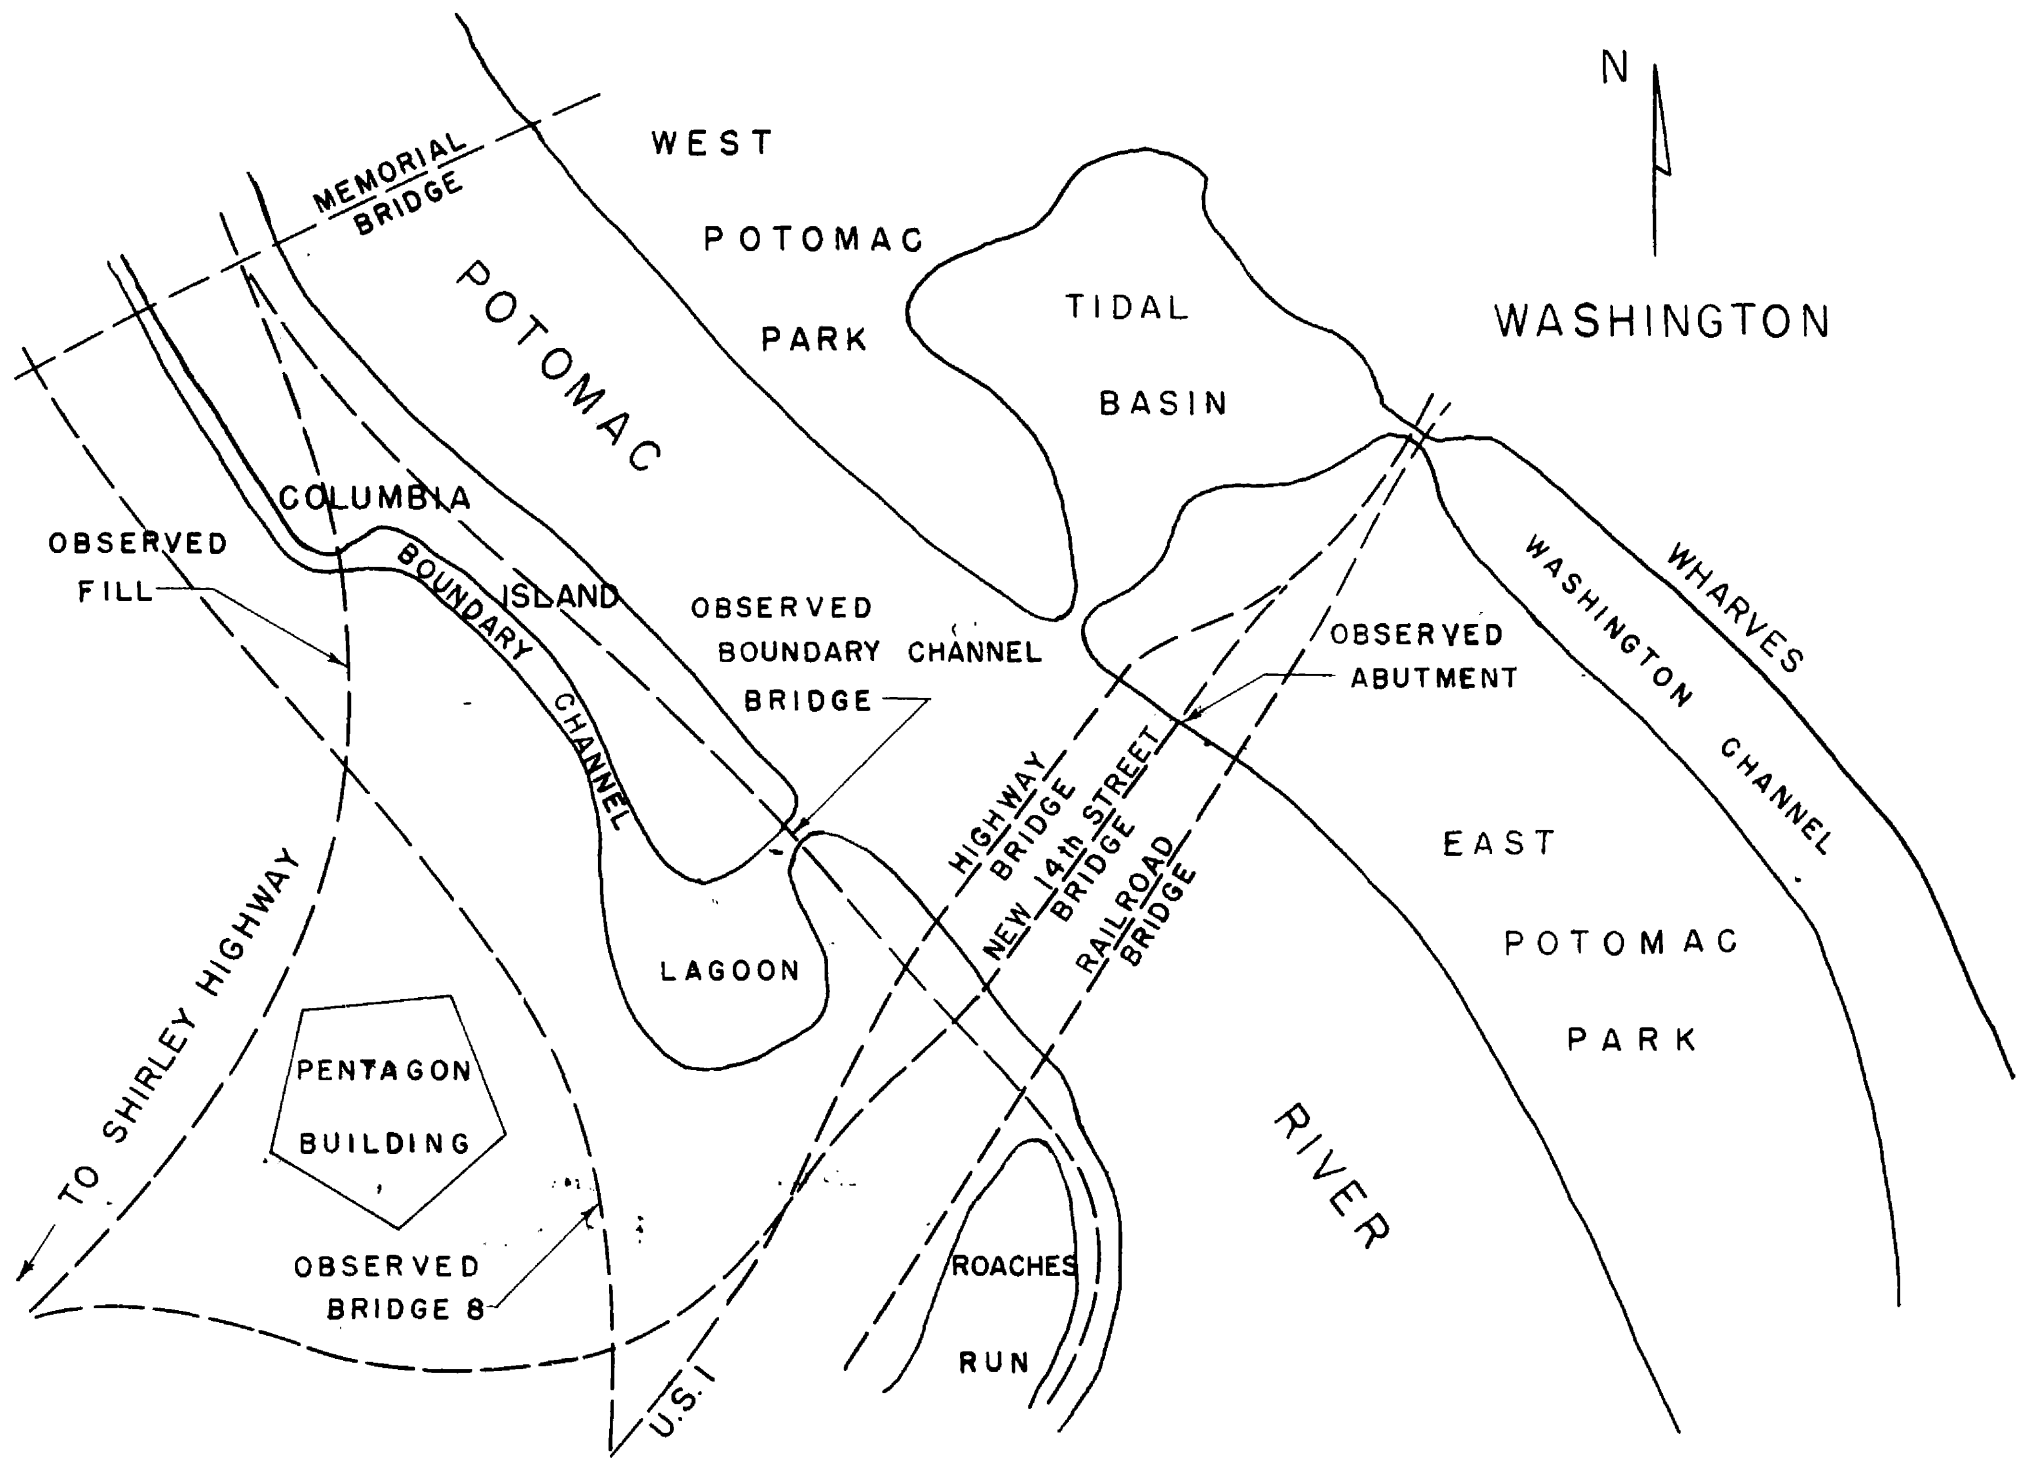 N
WEST
POTOMAC
PARK
MEMORIAL
BRIDGE
POTOMAC
TIDAL
BASIN
WASHINGTON
COLUMBIA
ISLAND
OBSERVED
FILL
BOUNDARY CHANNEL
OBSERVED
BOUNDARY CHANNEL
BRIDGE
OBSERVED
ABUTMENT
WASHINGTON CHANNEL
WHARVES
HIGHWAY
BRIDGE
NEW 14th STREET
BRIDGE
RAILROAD
BRIDGE
EAST
POTOMAC
PARK
LAGOON
TO SHIRLEY HIGHWAY
PENTAGON
BUILDING
RIVER
OBSERVED
BRIDGE 8
ROACHES
RUN
U.S. 1